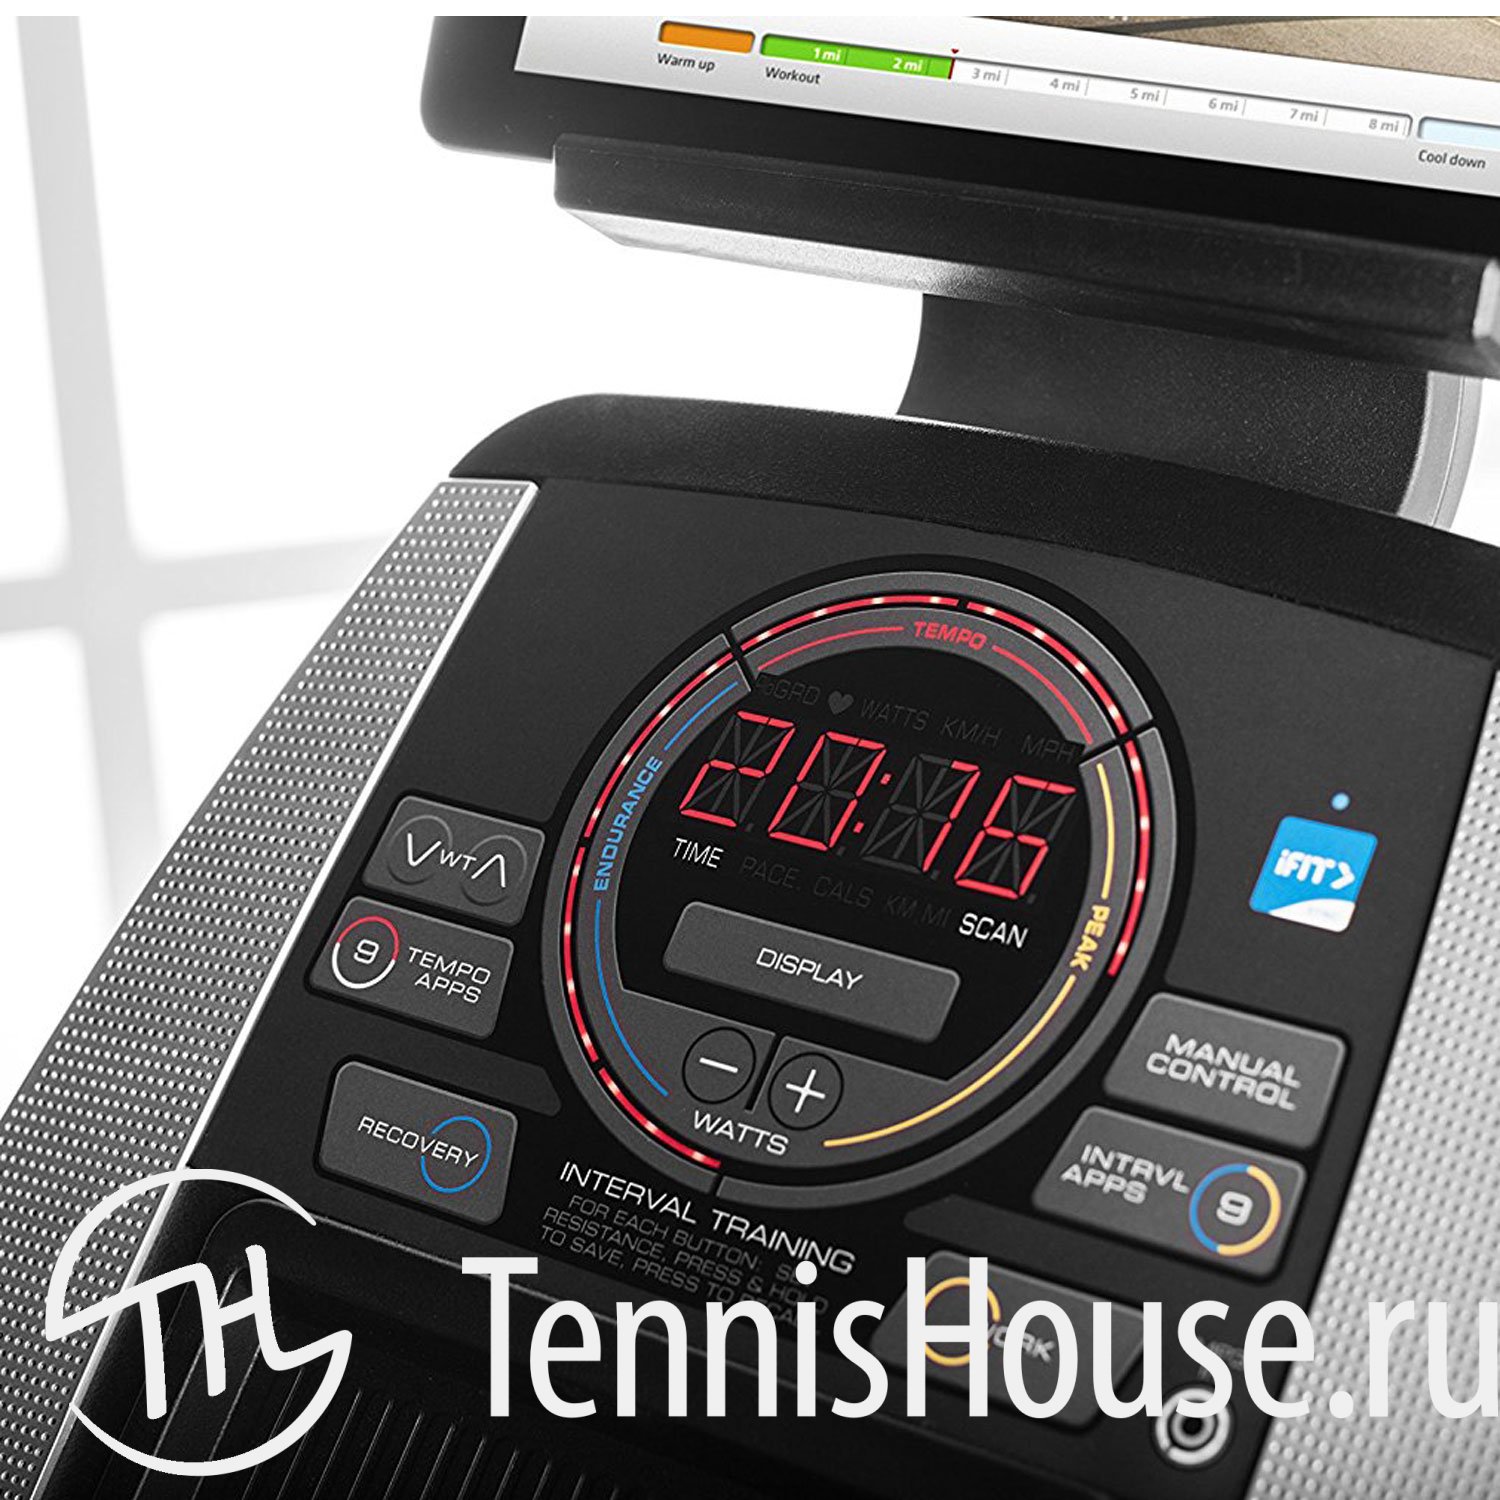 1 mi
2 mi
3 mi
4 mi
5 mi
6 mi
7 mi
8 mi
Warm up
Workout
Cool down
TEMPO
GRD WATTS KM/H MPH
ENDURANCE
20:16
TIME PACE. CALS KM MI SCAN
PEAK
DISPLAY
WT
9 TEMPO
APPS
iFIT
MANUAL
CONTROL
− +
WATTS
RECOVERY
INTRVL
APPS 9
INTERVAL TRAINING
FOR EACH BUTTON:
RESISTANCE, PRESS & HOLD
TO SAVE, PRESS TO
WORK
TH
TennisHouse.ru